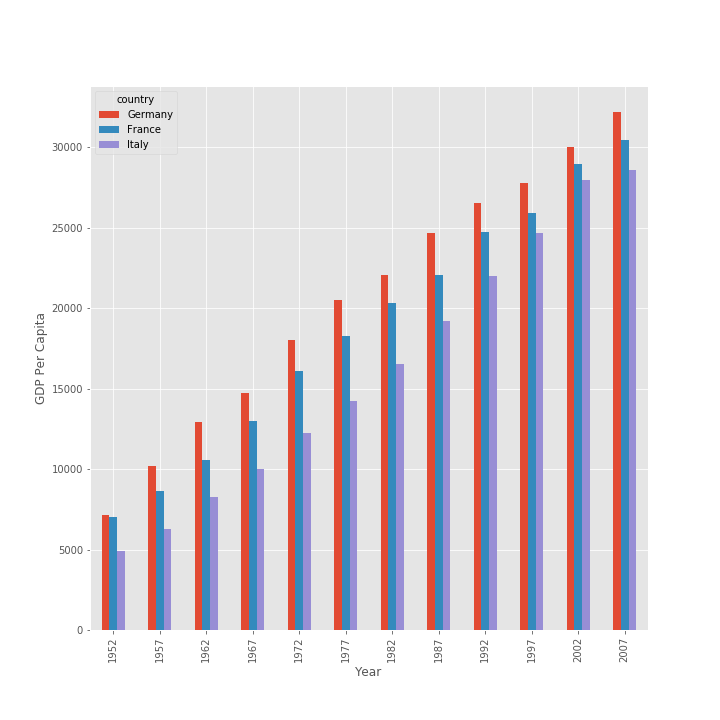 country
Germany
France
Italy
30000
25000
20000
15000
10000
5000
0
GDP Per Capita
1952 1957 1962 1967 1972 1977 1982 1987 1992 1997 2002 2007
Year